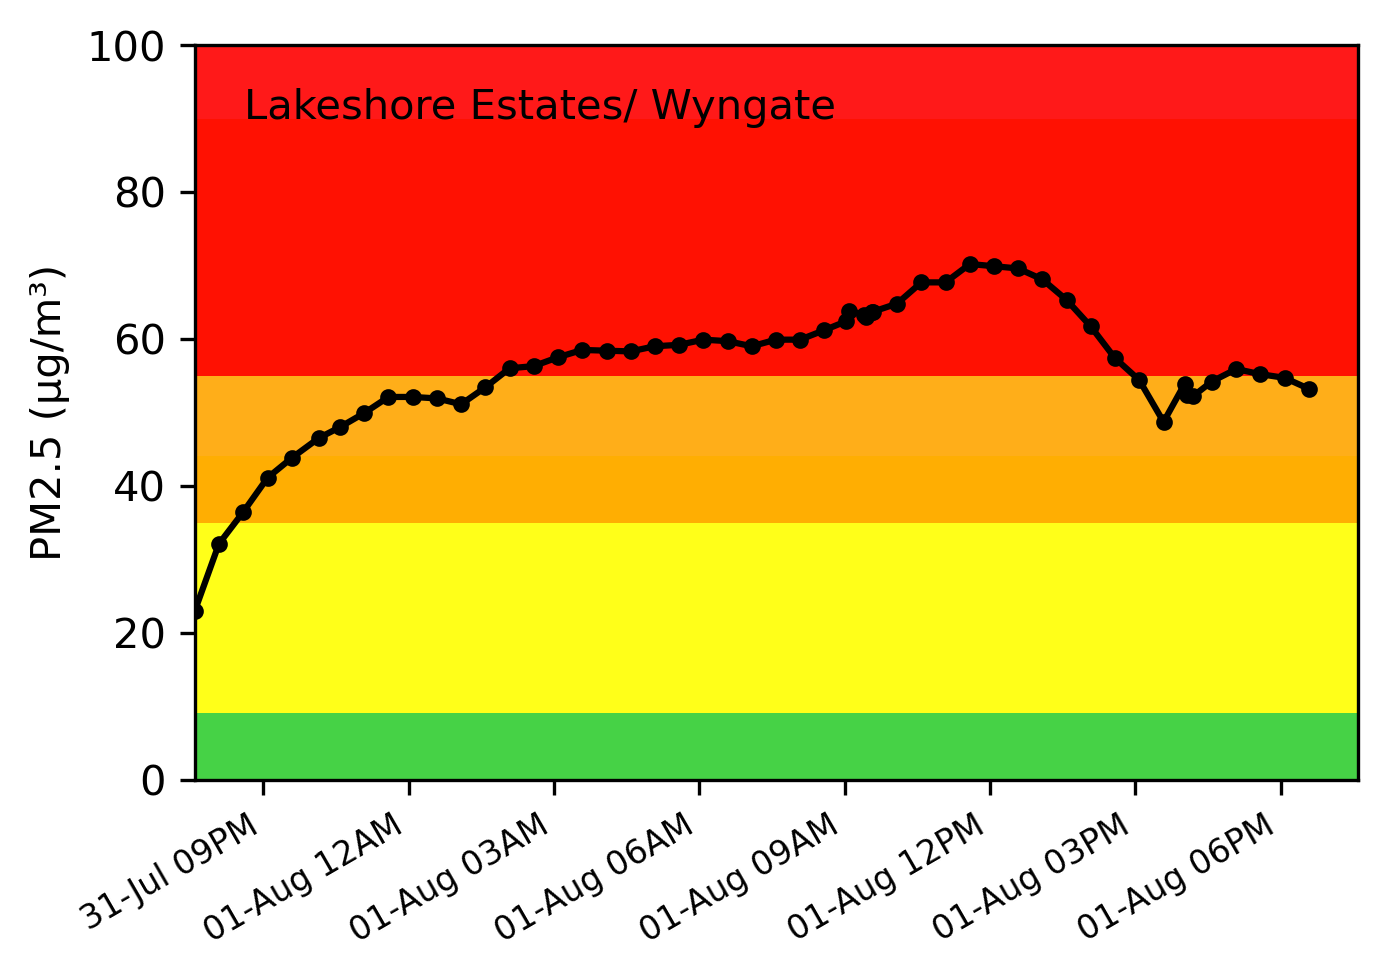 Lakeshore Estates/ Wyngate
PM2.5 (µg/m³)
100
80
60
40
20
0
31-Jul 09PM
01-Aug 12AM
01-Aug 03AM
01-Aug 06AM
01-Aug 09AM
01-Aug 12PM
01-Aug 03PM
01-Aug 06PM